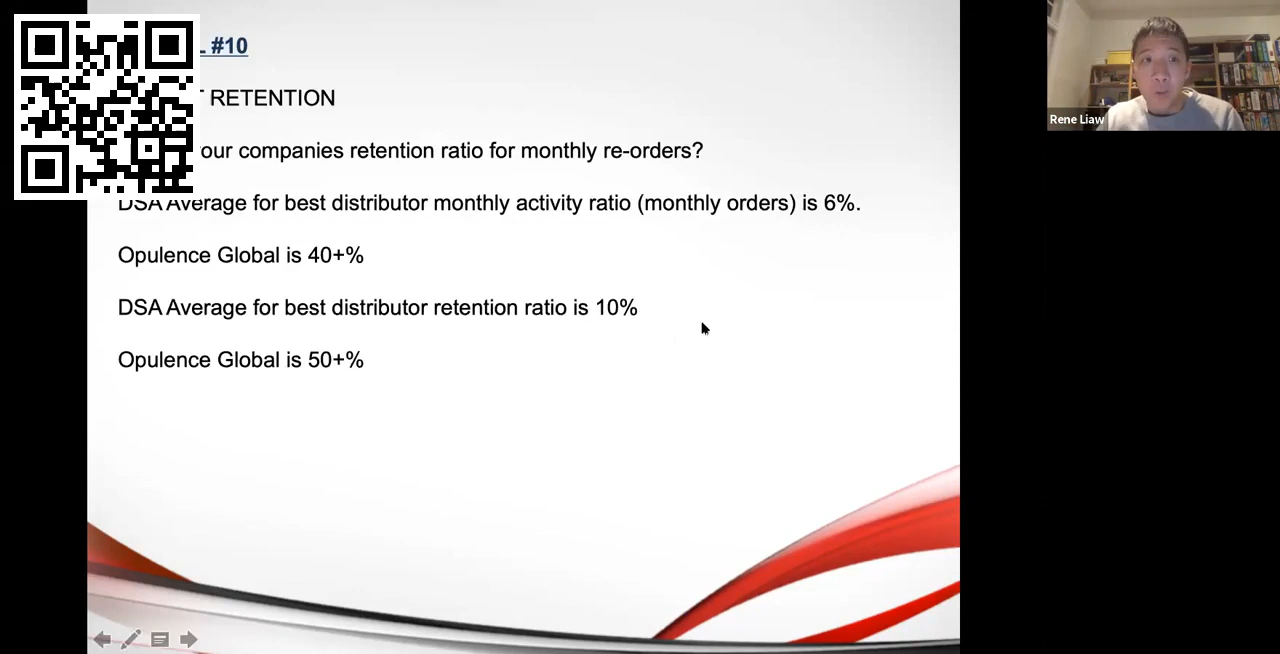 #10
RETENTION
our companies retention ratio for monthly re-orders?
DSA Average for best distributor monthly activity ratio (monthly orders) is 6%.
Opulence Global is 40+%
DSA Average for best distributor retention ratio is 10%
Opulence Global is 50+%
Rene Liaw